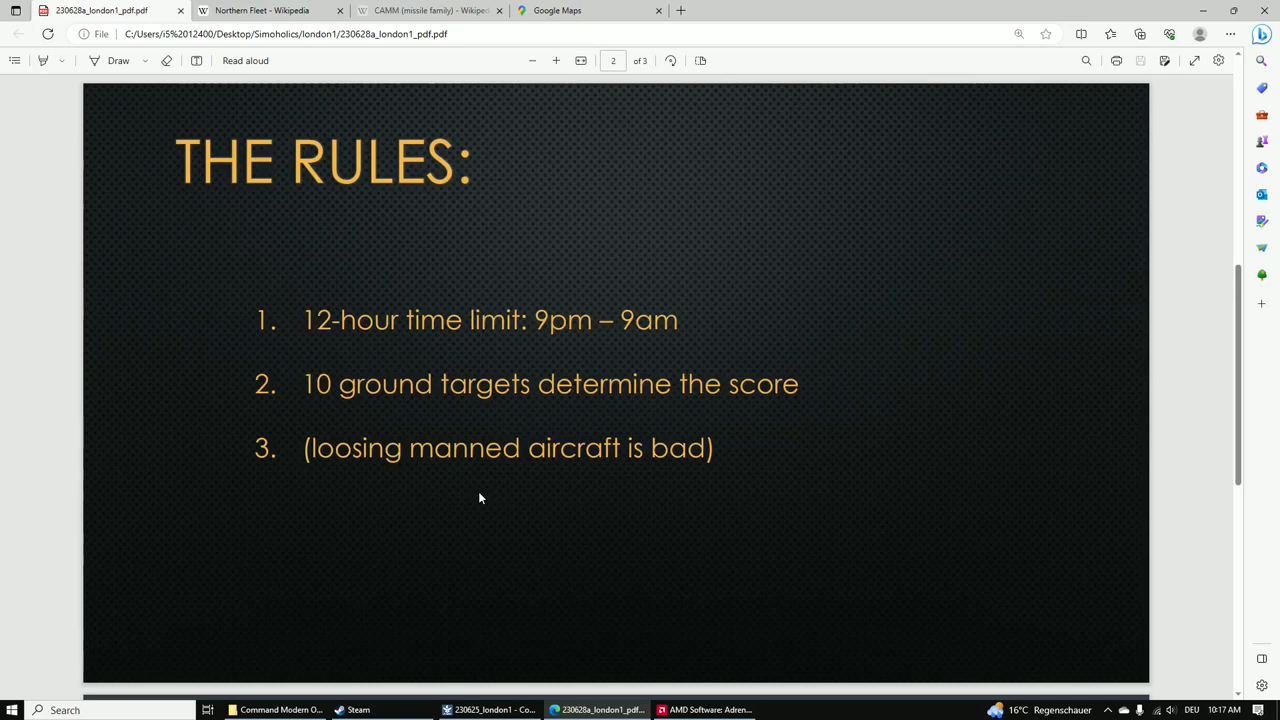 230628a_london1_pdf.pdf
Northern Fleet - Wikipedia
CAMM (missile family) - Wikiped
Google Maps
File
C:/Users/i5%2012400/Desktop/Simoholics/london1/230628a_london1_pdf.pdf
Draw
Read aloud
2
of 3
THE RULES:
1. 12-hour time limit: 9pm – 9am
2. 10 ground targets determine the score
3. (loosing manned aircraft is bad)
Search
Command Modern O...
Steam
230625_london1 - Co...
230628a_london1_pdf...
AMD Software: Adren...
16°C Regenschauer
DEU
10:17 AM